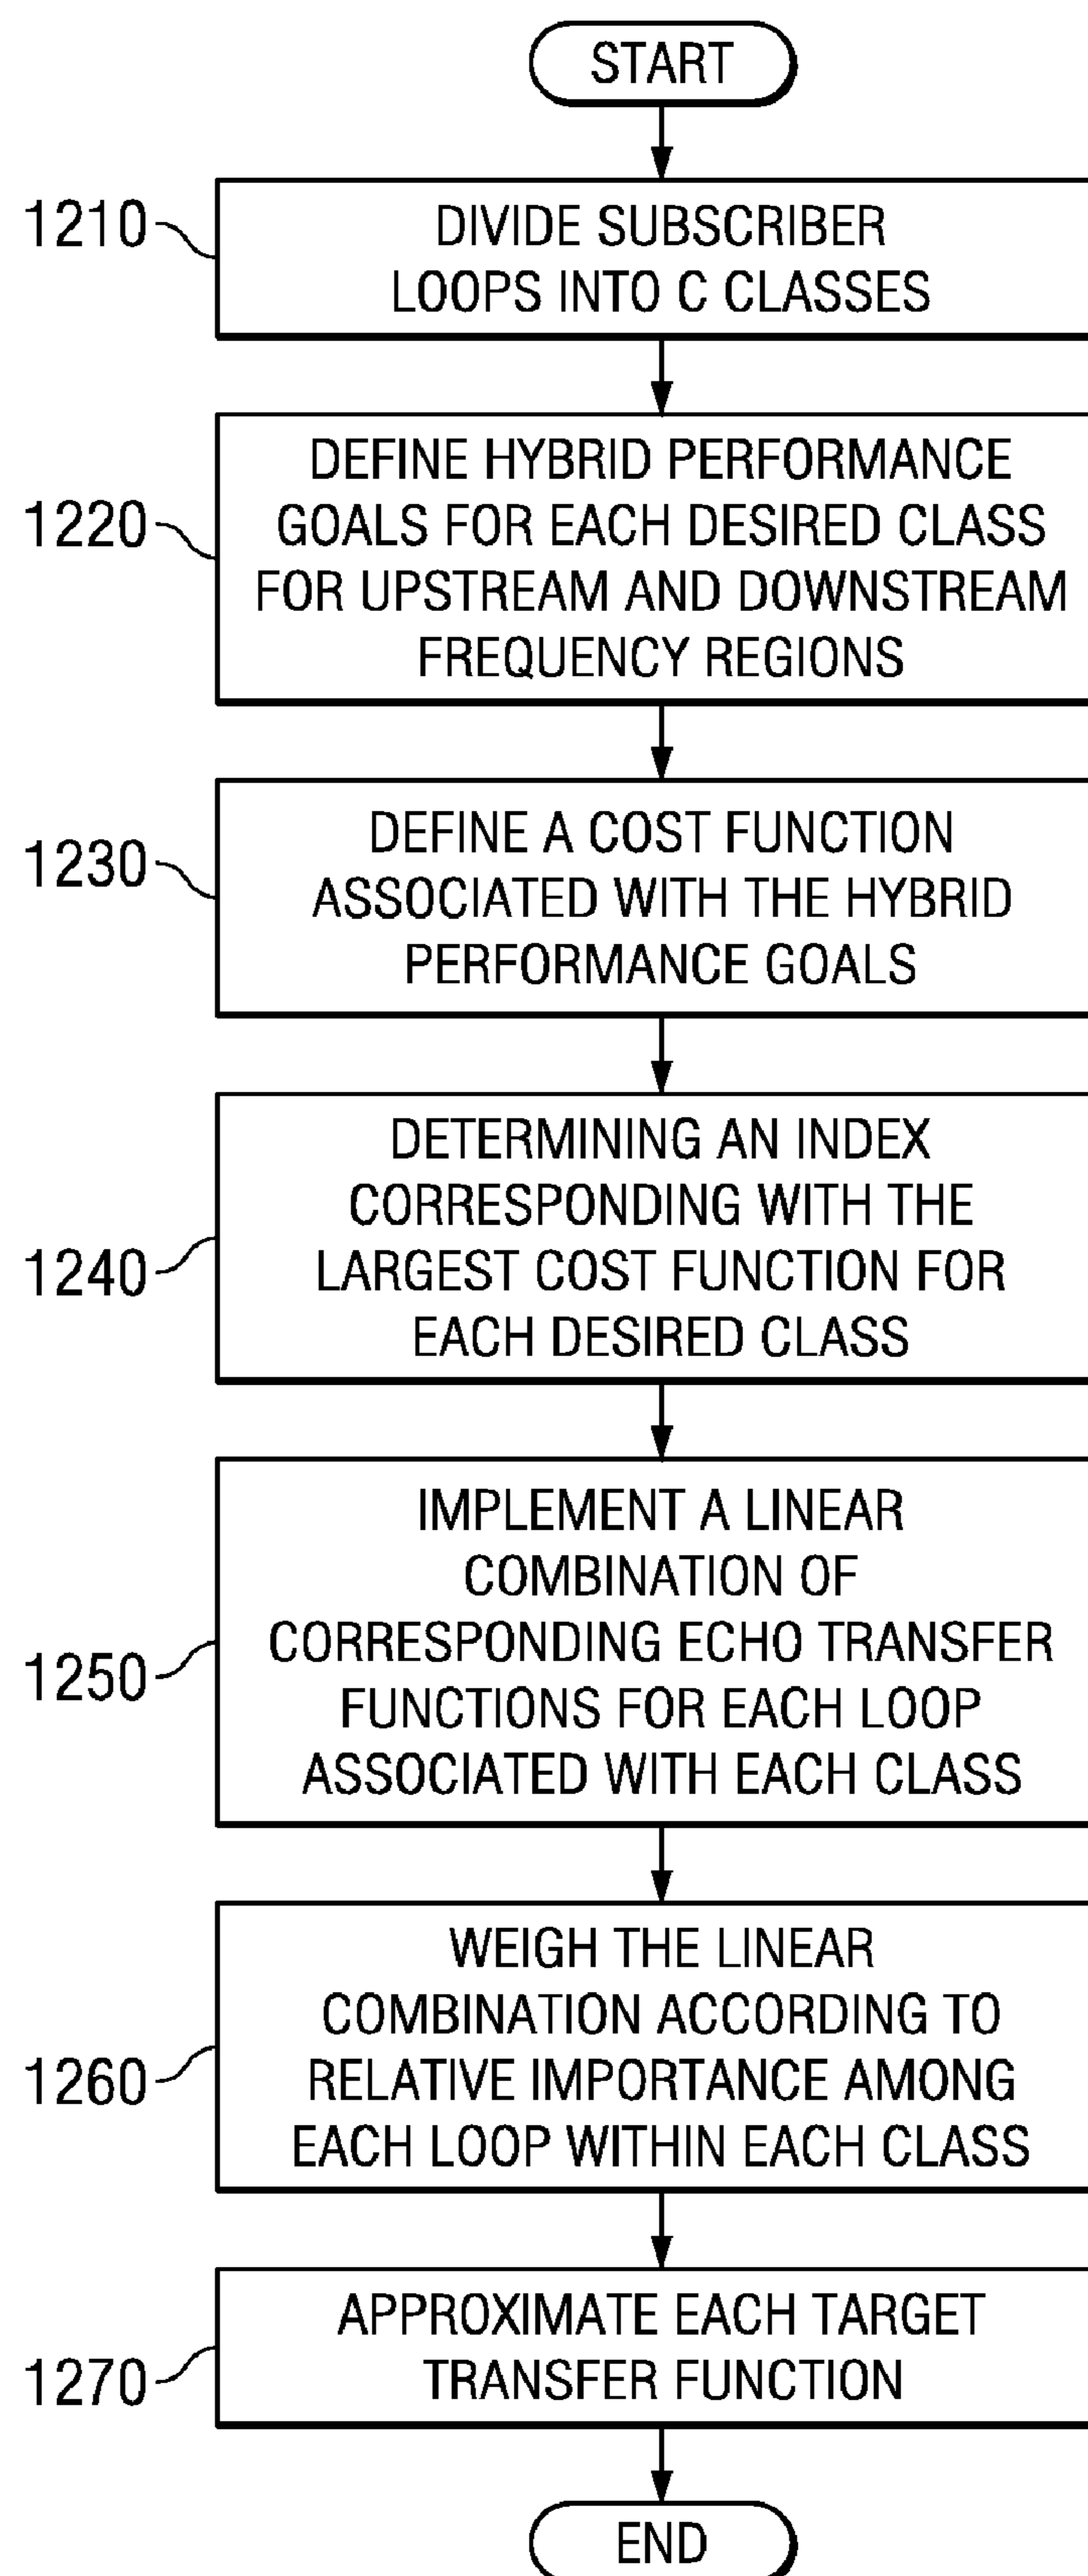 START
1210
DIVIDE SUBSCRIBER
LOOPS INTO C CLASSES
1220
DEFINE HYBRID PERFORMANCE
GOALS FOR EACH DESIRED CLASS
FOR UPSTREAM AND DOWNSTREAM
FREQUENCY REGIONS
1230
DEFINE A COST FUNCTION
ASSOCIATED WITH THE HYBRID
PERFORMANCE GOALS
1240
DETERMINING AN INDEX
CORRESPONDING WITH THE
LARGEST COST FUNCTION FOR
EACH DESIRED CLASS
1250
IMPLEMENT A LINEAR
COMBINATION OF
CORRESPONDING ECHO TRANSFER
FUNCTIONS FOR EACH LOOP
ASSOCIATED WITH EACH CLASS
1260
WEIGH THE LINEAR
COMBINATION ACCORDING TO
RELATIVE IMPORTANCE AMONG
EACH LOOP WITHIN EACH CLASS
1270
APPROXIMATE EACH TARGET
TRANSFER FUNCTION
END